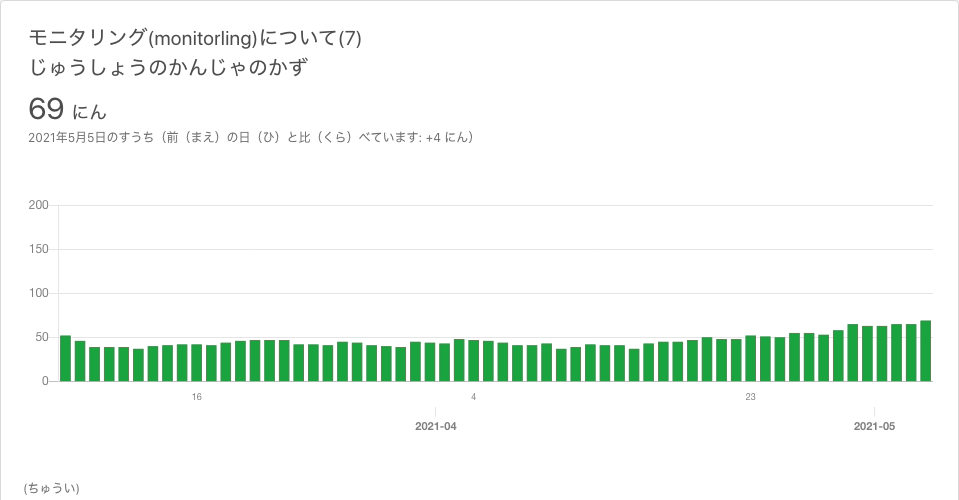 モニタリング(monitorling)について(7)
じゅうしょうのかんじゃのかず
69 にん
2021年5月5日のすうち（前（まえ）の日（ひ）と比（くら）べています: +4 にん）
200
150
100
50
0
16
4
23
2021-04
2021-05
(ちゅうい)